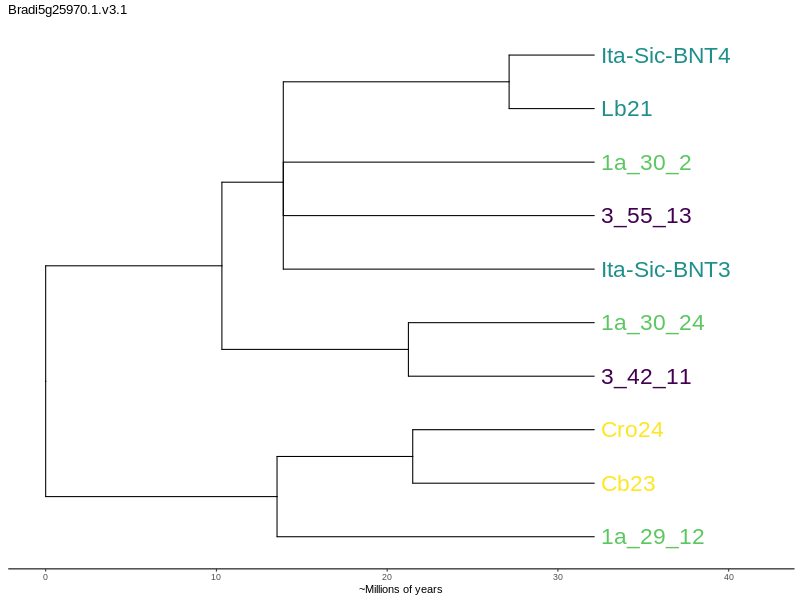 Bradi5g25970.1.v3.1
Ita-Sic-BNT4
Lb21
1a_30_2
3_55_13
Ita-Sic-BNT3
1a_30_24
3_42_11
Cro24
Cb23
1a_29_12
0 10 20 30 40
~Millions of years